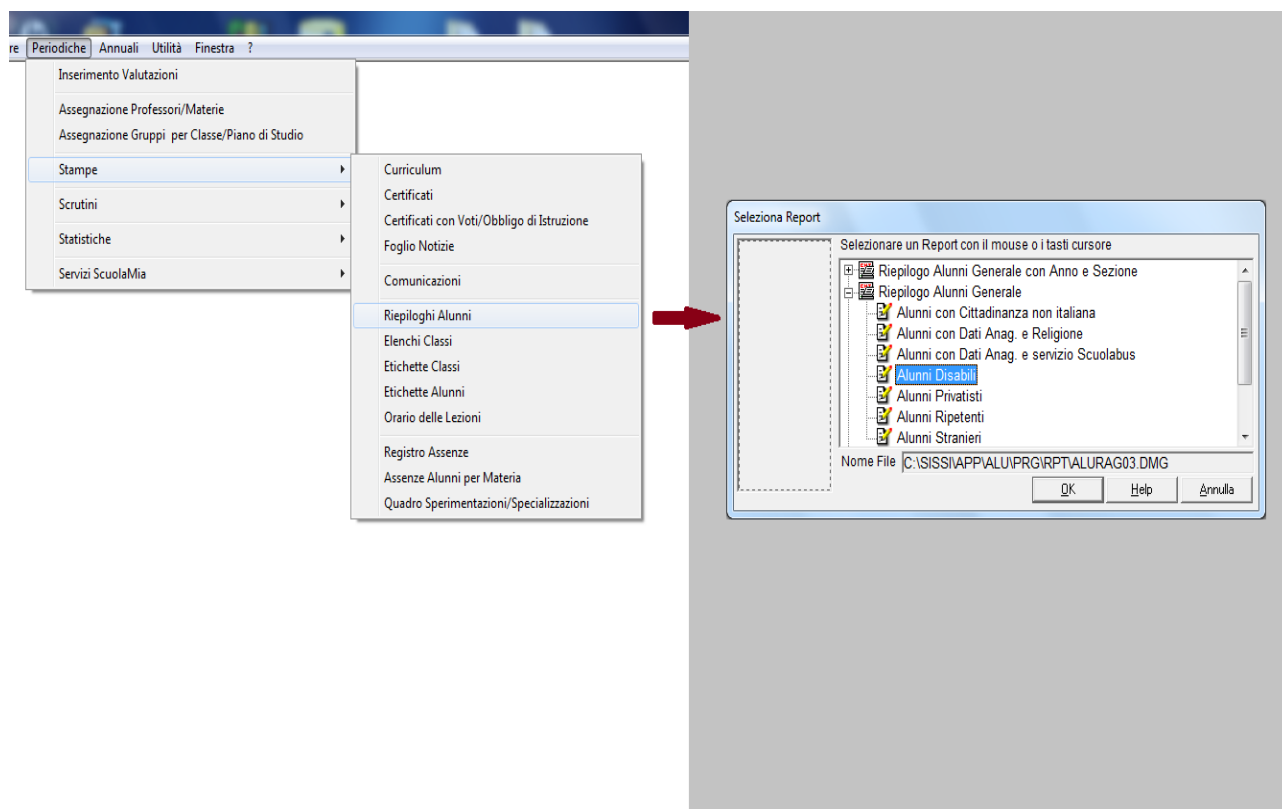 re Periodiche Annuali Utilità Finestra ?
Inserimento Valutazioni
Assegnazione Professori/Materie
Assegnazione Gruppi per Classe/Piano di Studio
Stampe
Scrutini
Statistiche
Servizi ScuolaMia
Curriculum
Certificati
Certificati con Voti/Obbligo di Istruzione
Foglio Notizie
Comunicazioni
Riepiloghi Alunni
Elenchi Classi
Etichette Classi
Etichette Alunni
Orario delle Lezioni
Registro Assenze
Assenze Alunni per Materia
Quadro Sperimentazioni/Specializzazioni
Seleziona Report
Selezionare un Report con il mouse o i tasti cursore
Riepilogo Alunni Generale con Anno e Sezione
Riepilogo Alunni Generale
Alunni con Cittadinanza non italiana
Alunni con Dati Anag. e Religione
Alunni con Dati Anag. e servizio Scuolabus
Alunni Disabili
Alunni Privatisti
Alunni Ripetenti
Alunni Stranieri
Nome File C:\SISSI\APP\ALU\PRG\RPT\ALURAG03.DMG
OK Help Annulla